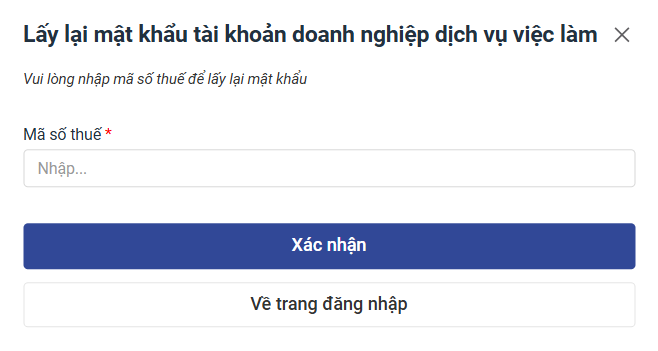 Lấy lại mật khẩu tài khoản doanh nghiệp dịch vụ việc làm
Vui lòng nhập mã số thuế để lấy lại mật khẩu
Mã số thuế *
Nhập...
Xác nhận
Về trang đăng nhập